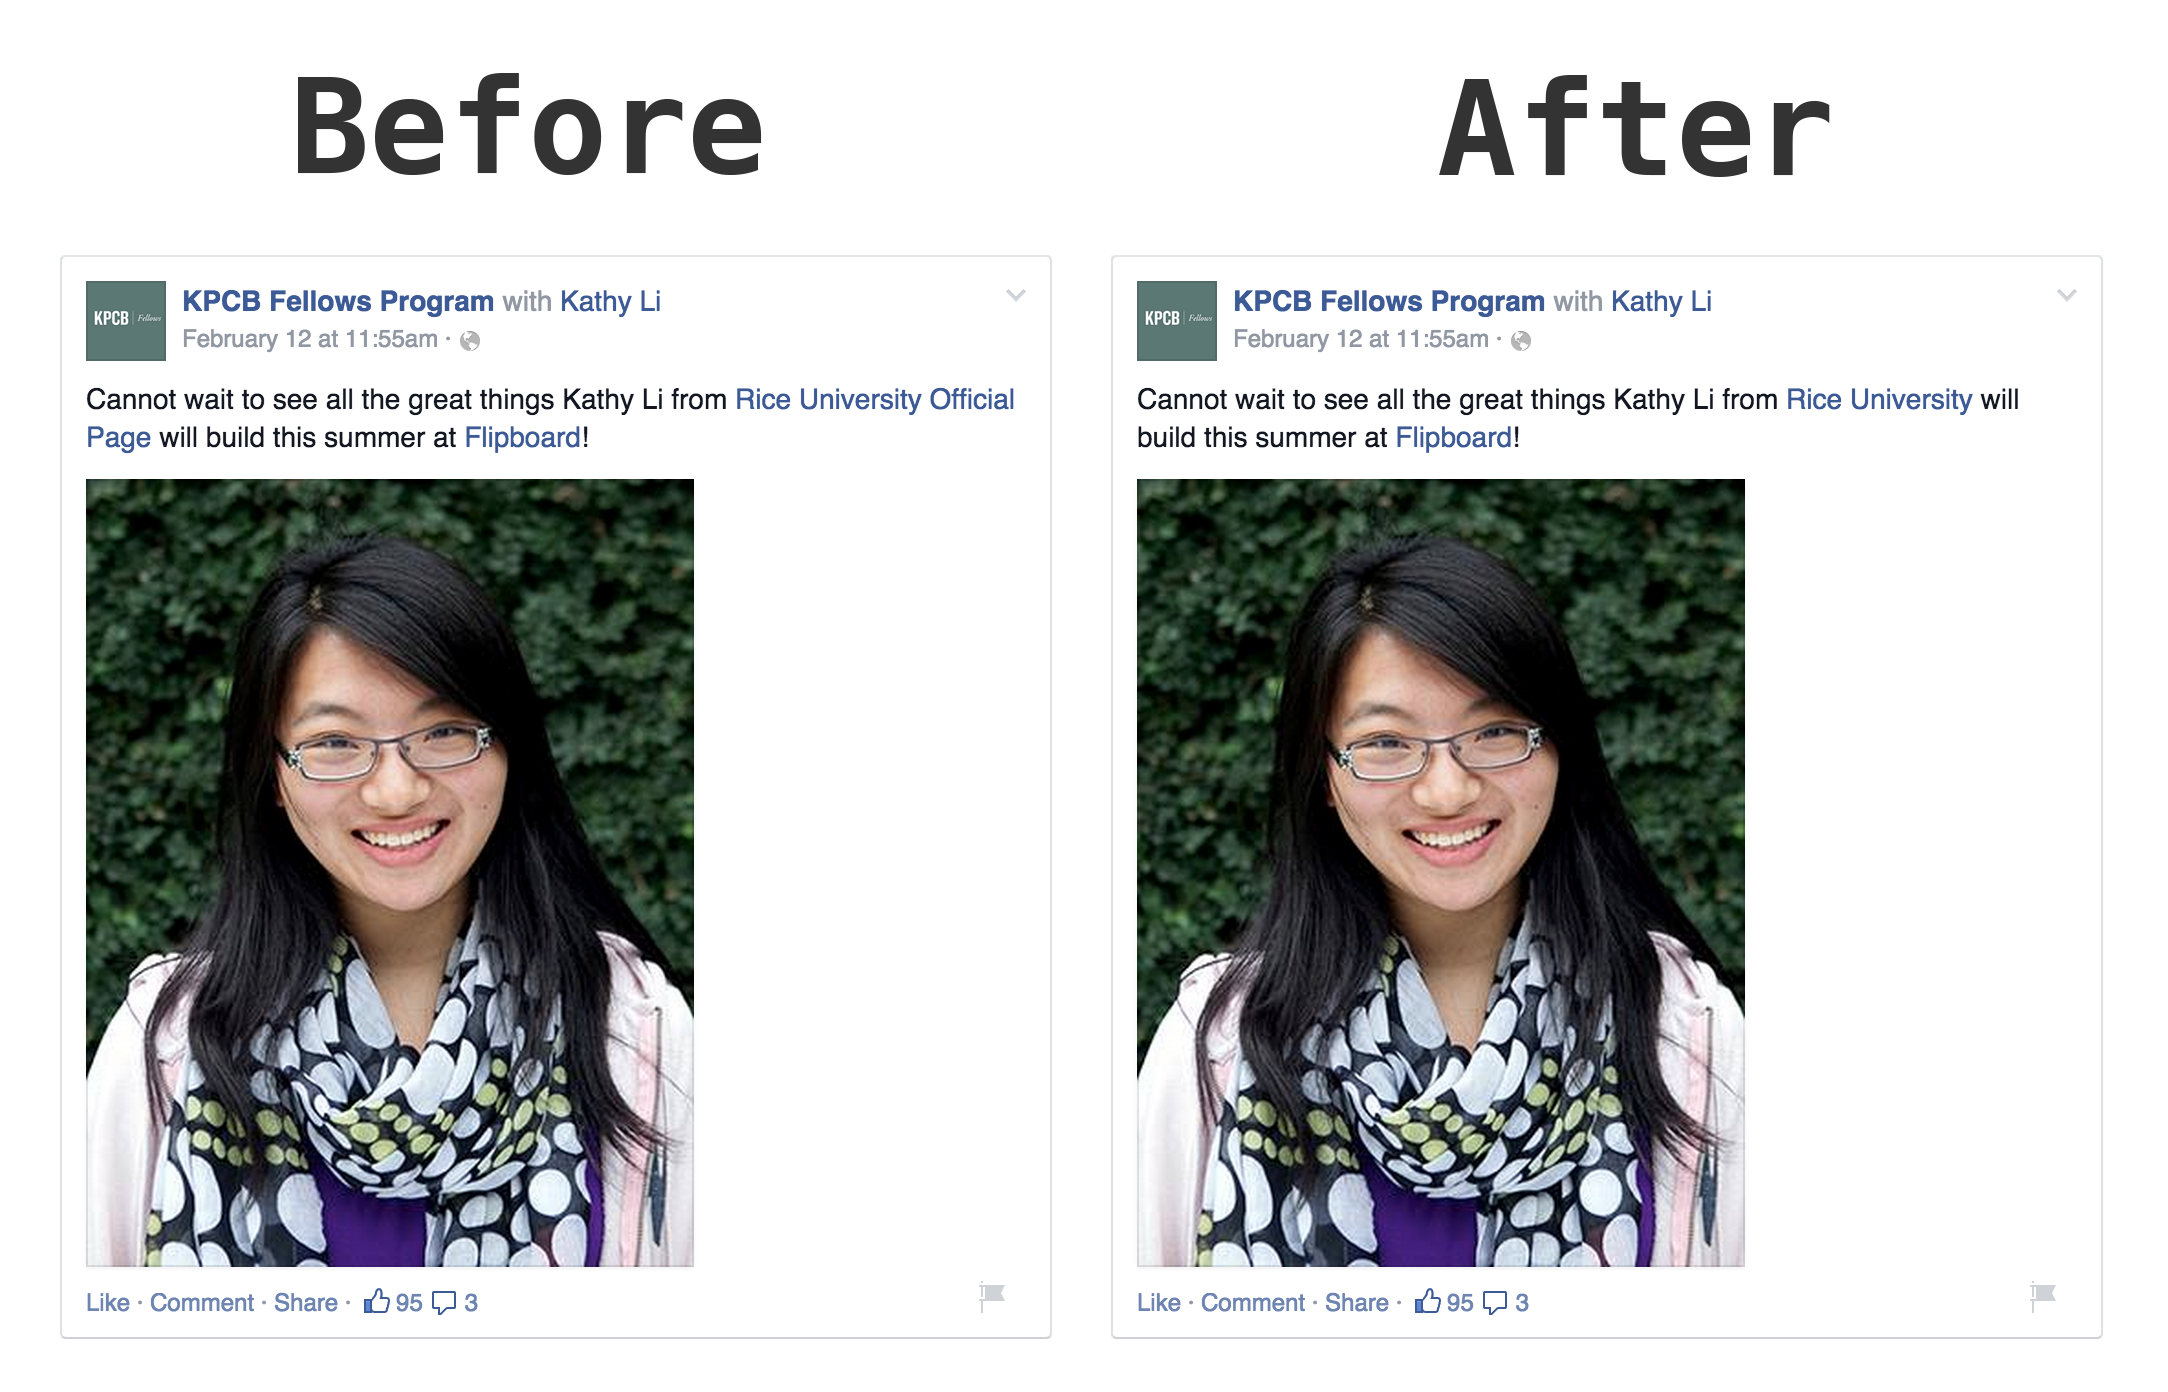 Before
KPCB | Fellows
KPCB Fellows Program with Kathy Li
February 12 at 11:55am ·
Cannot wait to see all the great things Kathy Li from Rice University Official
Page will build this summer at Flipboard!
Like · Comment · Share · 95 3
After
KPCB | Fellows
KPCB Fellows Program with Kathy Li
February 12 at 11:55am ·
Cannot wait to see all the great things Kathy Li from Rice University will
build this summer at Flipboard!
Like · Comment · Share · 95 3